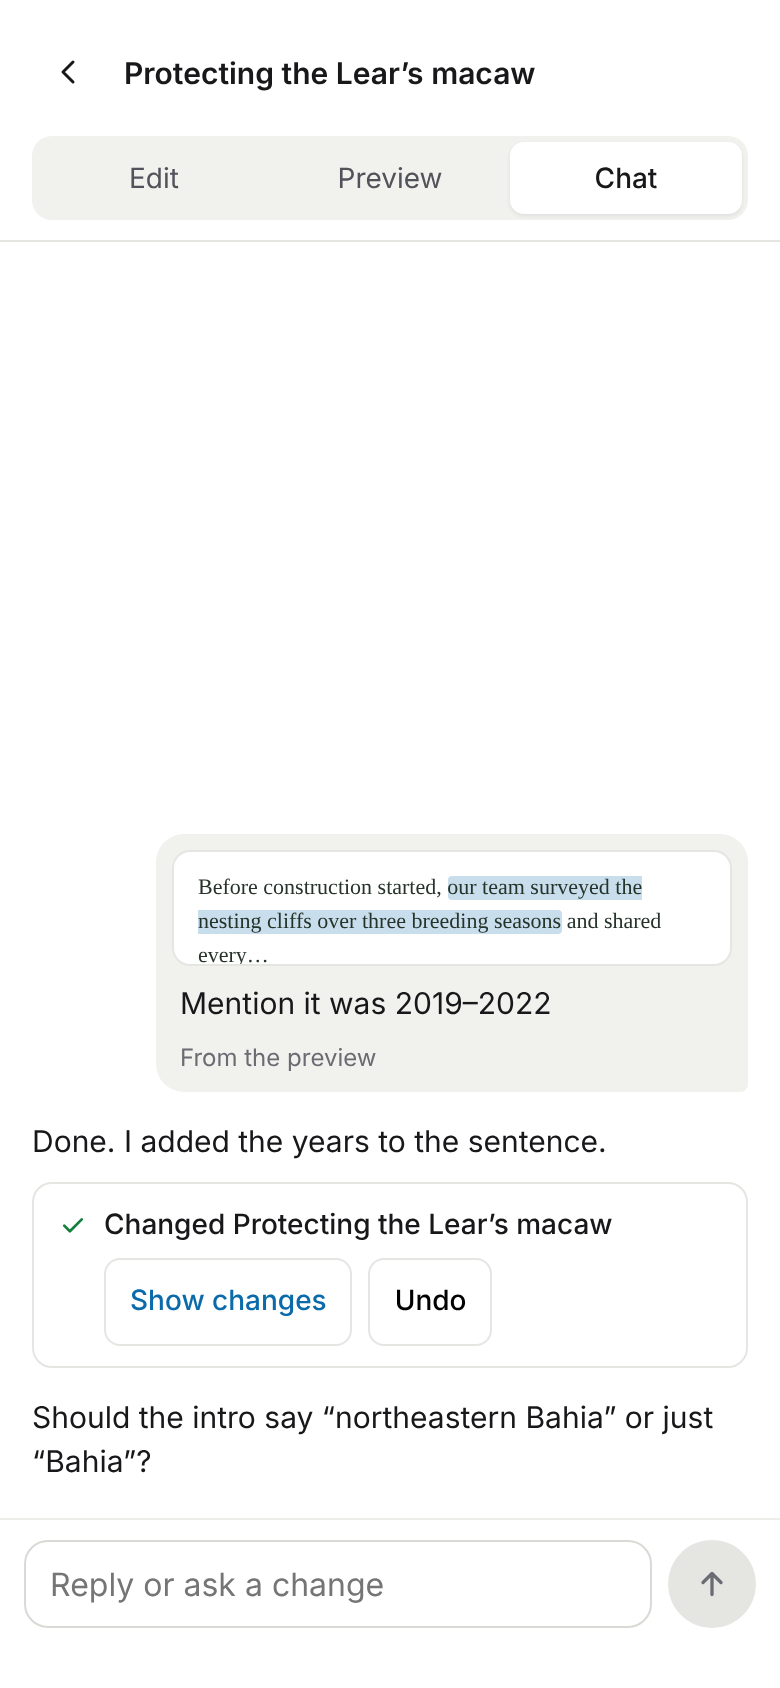 Protecting the Lear’s macaw
Edit
Preview
Chat
Before construction started, our team surveyed the
nesting cliffs over three breeding seasons and shared
every…
Mention it was 2019–2022
From the preview
Done. I added the years to the sentence.
Changed Protecting the Lear’s macaw
Show changes
Undo
Should the intro say “northeastern Bahia” or just
“Bahia”?
Reply or ask a change